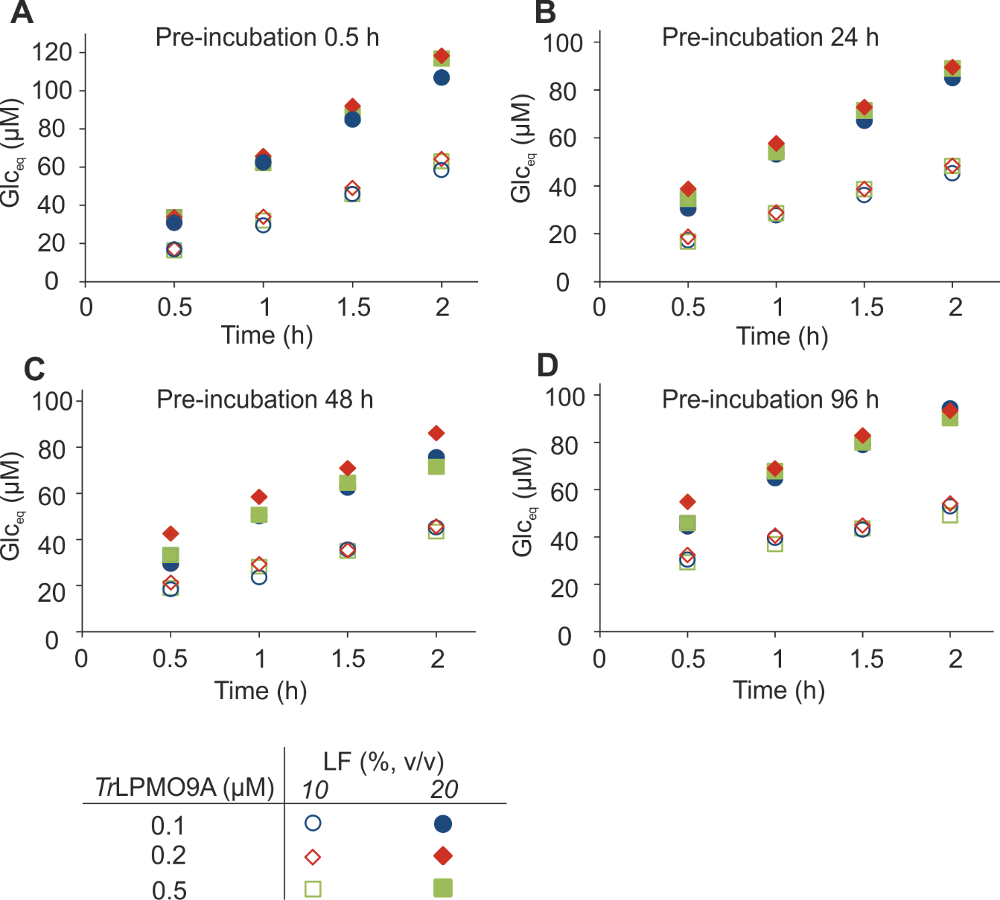 A
Pre-incubation 0.5 h
120
100
80
60
40
20
0
Glceq (µM)
0 0.5 1 1.5 2
Time (h)
B
Pre-incubation 24 h
100
80
60
40
20
0
Glceq (µM)
0 0.5 1 1.5 2
Time (h)
C
Pre-incubation 48 h
100
80
60
40
20
0
Glceq (µM)
0 0.5 1 1.5 2
Time (h)
D
Pre-incubation 96 h
100
80
60
40
20
0
Glceq (µM)
0 0.5 1 1.5 2
Time (h)
LF (%, v/v)
TrLPMO9A (µM) 10 20
0.1
0.2
0.5